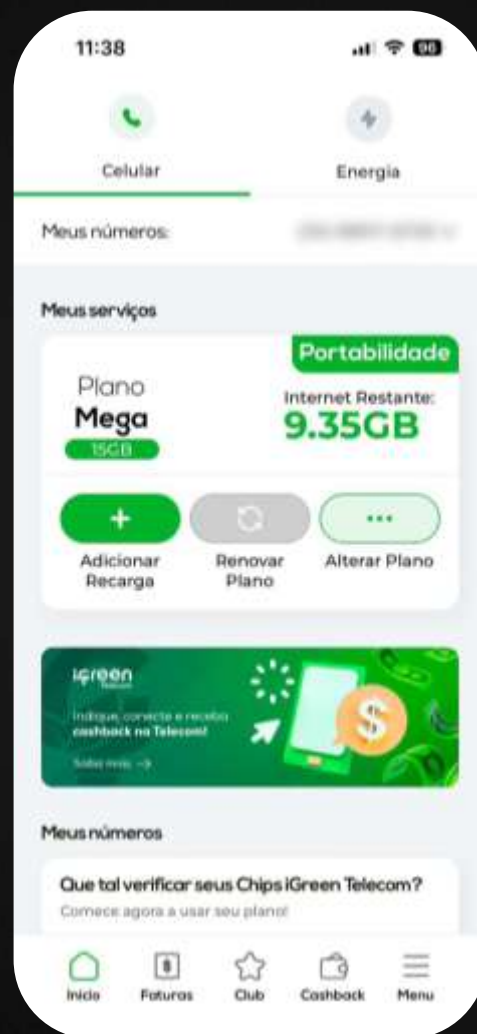 11:38
98
Celular
Energia
Meus números:
Meus serviços
Portabilidade
Plano
Mega
15GB
Internet Restante:
9.35GB
Adicionar
Recarga
Renovar
Plano
Alterar Plano
iGreen
Telecom
Indique, conecte e receba
cashback na Telecom!
Saiba mais
Meus números
Que tal verificar seus Chips iGreen Telecom?
Comece agora a usar seu plano!
Início
Faturas
Club
Cashback
Menu